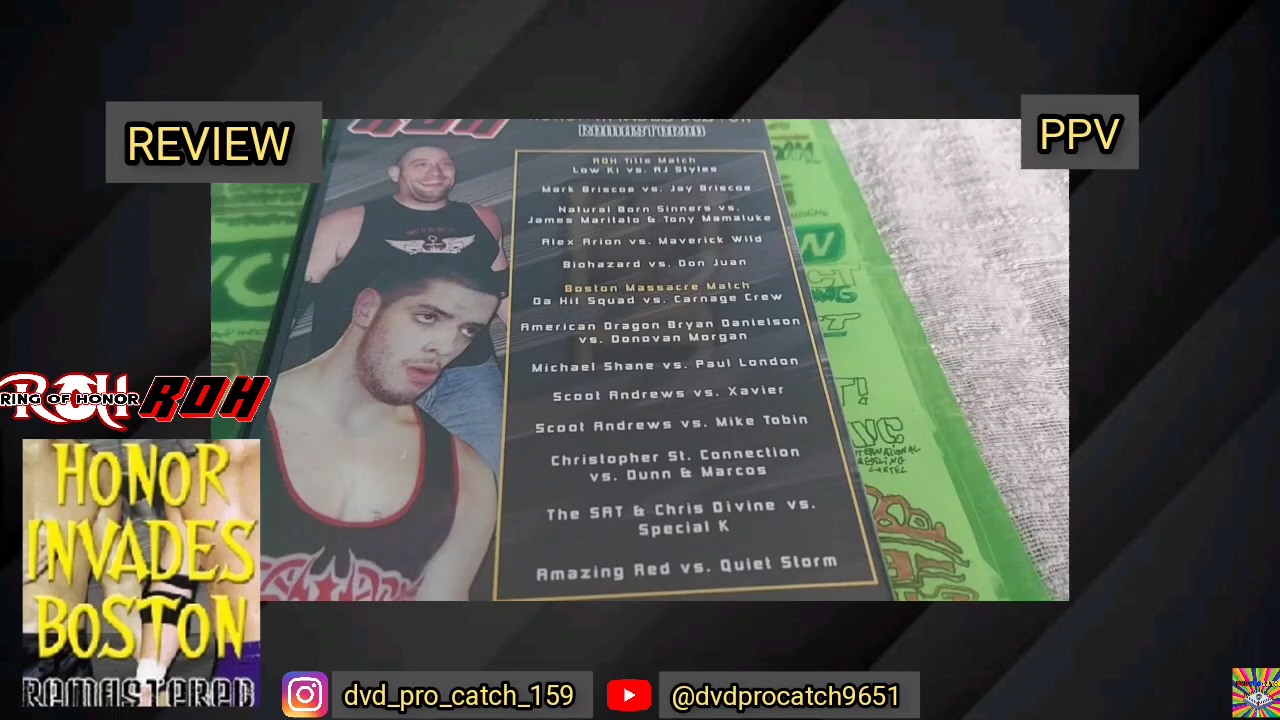 REVIEW
PPV
HONOR INVADES BOSTON
REMASTERED
ROH Title Match
Low Ki vs. AJ Styles
Mark Briscoe vs. Jay Briscoe
Natural Born Sinners vs.
James Maritato & Tony Mamaluke
Alex Arion vs. Maverick Wild
Biohazard vs. Don Juan
Boston Massacre Match
Da Hit Squad vs. Carnage Crew
American Dragon Bryan Danielson
vs. Donovan Morgan
Michael Shane vs. Paul London
Scoot Andrews vs. Xavier
Scoot Andrews vs. Mike Tobin
Christopher St. Connection
vs. Dunn & Marcos
The SAT & Chris Divine vs.
Special K
Amazing Red vs. Quiet Storm
ROH
RING OF HONOR
ROH
HONOR
INVADES
BOSTON
REMASTERED
dvd_pro_catch_159
@dvdprocatch9651